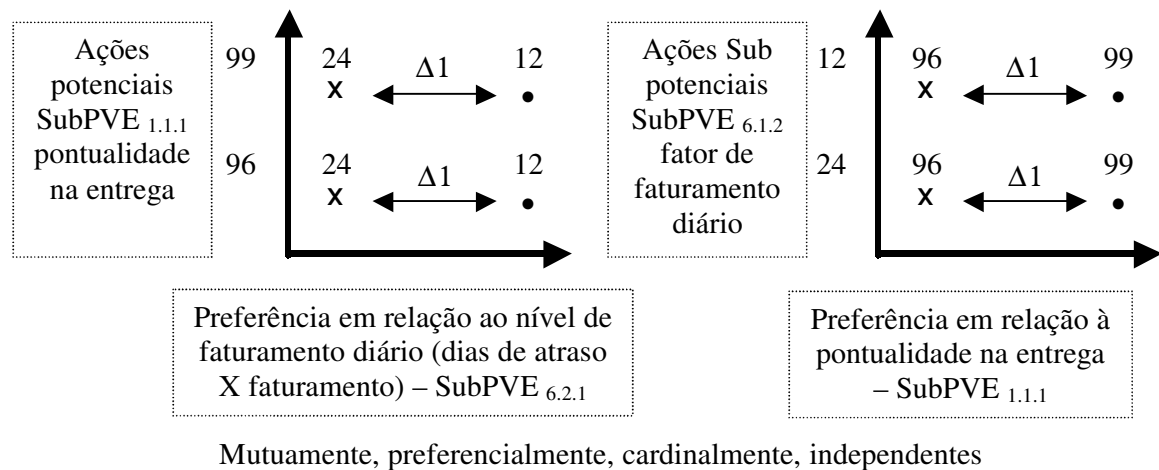 Ações
potenciais
SubPVE 1.1.1
pontualidade
na entrega
99
24
Δ1
12
x
•
96
24
Δ1
12
x
•
Ações Sub
potenciais
SubPVE 6.1.2
fator de
faturamento
diário
12
96
Δ1
99
x
•
24
96
Δ1
99
x
•
Preferência em relação ao nível de
faturamento diário (dias de atraso
X faturamento) – SubPVE 6.2.1
Preferência em relação à
pontualidade na entrega
– SubPVE 1.1.1
Mutuamente, preferencialmente, cardinalmente, independentes